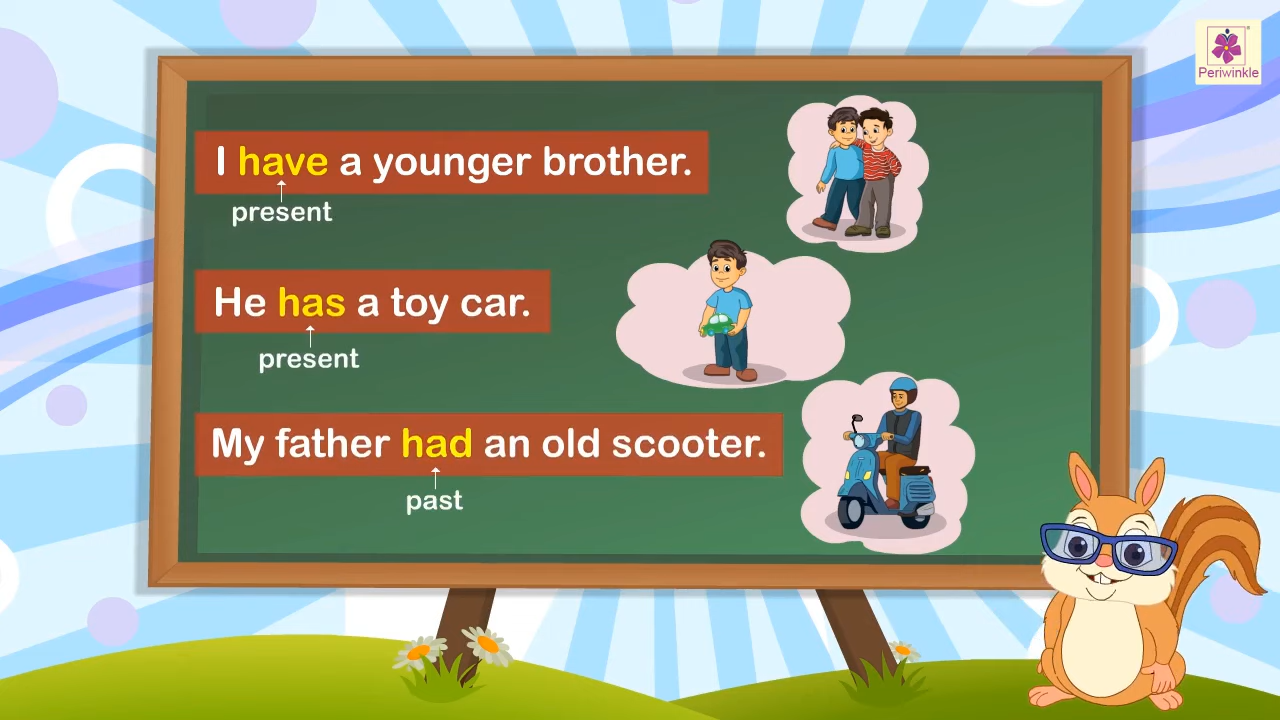 Periwinkle
I have a younger brother.
present
He has a toy car.
present
My father had an old scooter.
past